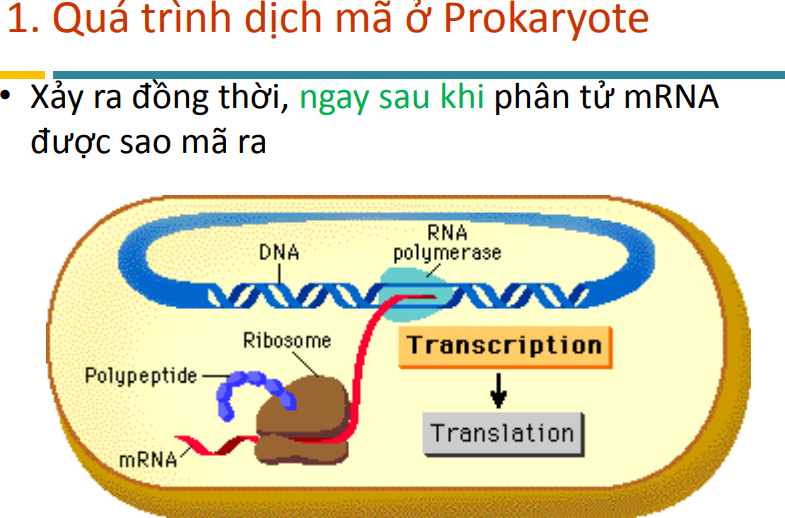 1. Quá trình dịch mã ở Prokaryote
• Xảy ra đồng thời, ngay sau khi phân tử mRNA
được sao mã ra
DNA
RNA
polymerase
Ribosome
Transcription
Polypeptide
Translation
mRNA